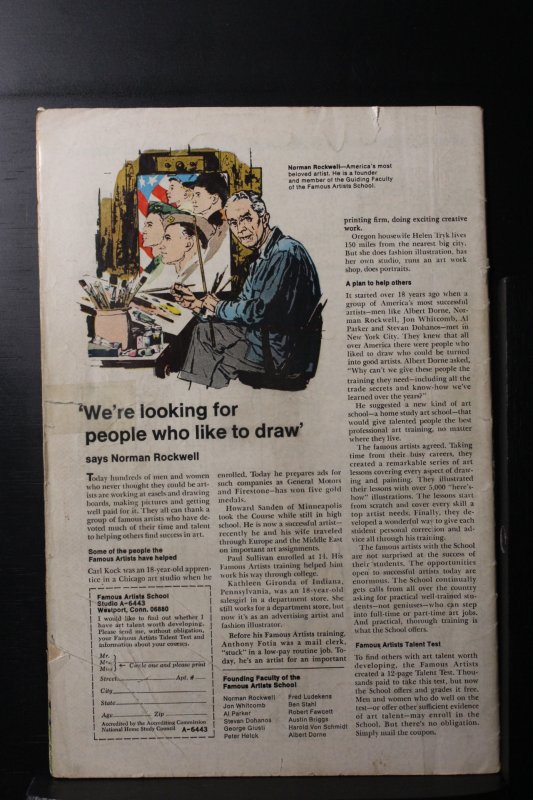 Norman Rockwell—America's most
beloved artist. He is a founder
and member of the Guiding Faculty
of the Famous Artists School.
'We're looking for
people who like to draw'
says Norman Rockwell
Today hundreds of men and women
who never thought they could be art-
ists are working at easels and drawing
boards, making pictures and getting
well paid for it. They all can thank a
group of famous artists who have de-
voted much of their time and talent
to helping others find success in art.
Some of the people the
Famous Artists have helped
Carl Kock was an 18-year-old appren-
tice in a Chicago art studio when he
Famous Artists School
Studio A-6443
Westport, Conn. 06880
I would like to find out whether I
have art talent worth developing.
Please send me, without obligation,
your Famous Artists Talent Test and
information about your courses.
Mr.
Mrs. ← Circle one and please print
Miss
Street Apt. #
City
State
Age Zip
Accredited by the Accrediting Commission
National Home Study Council A-6443
enrolled. Today he prepares ads for
such companies as General Motors
and Firestone—has won five gold
medals.
Howard Sanden of Minneapolis
took the Course while still in high
school. He is now a successful artist—
recently he and his wife traveled
through Europe and the Middle East
on important art assignments.
Paul Sullivan enrolled at 14. His
Famous Artists training helped him
work his way through college.
Kathleen Gironda of Indiana,
Pennsylvania, was an 18-year-old
salesgirl in a department store. She
still works for a department store, but
now it's as an advertising artist and
fashion illustrator.
Before his Famous Artists training,
Anthony Fotia was a mail clerk,
"stuck" in a low-pay routine job. To-
day, he's an artist for an important
Founding Faculty of the
Famous Artists School
Norman Rockwell
Jon Whitcomb
Al Parker
Stevan Dohanos
George Giusti
Peter Helck
Fred Ludekens
Ben Stahl
Robert Fawcett
Austin Briggs
Harold Von Schmidt
Albert Dorne
printing firm, doing exciting creative
work.
Oregon housewife Helen Tryk lives
150 miles from the nearest big city.
But she does fashion illustration, has
her own studio, runs an art work
shop, does portraits.
A plan to help others
It started over 18 years ago when a
group of America's most successful
artists—men like Albert Dorne, Nor-
man Rockwell, Jon Whitcomb, Al
Parker and Stevan Dohanos—met in
New York City. They knew that all
over America there were people who
liked to draw who could be turned
into good artists. Albert Dorne asked,
"Why can't we give these people the
training they need—including all the
trade secrets and know-how we've
learned over the years?"
He suggested a new kind of art
school—a home study art school—that
would give talented people the best
professional art training, no matter
where they live.
The famous artists agreed. Taking
time from their busy careers, they
created a remarkable series of art
lessons covering every aspect of draw-
ing and painting. They illustrated
their lessons with over 5,000 "here's-
how" illustrations. The lessons start
from scratch and cover every skill a
top artist needs. Finally, they de-
veloped a wonderful way to give each
student personal correction and ad-
vice all through his training.
The famous artists with the School
are not surprised at the success of
their students. The opportunities
open to successful artists today are
enormous. The School continually
gets calls from all over the country
asking for practical well-trained stu-
dents—not geniuses—who can step
into full-time or part-time art jobs.
And practical, thorough training is
what the School offers.
Famous Artists Talent Test
To find others with art talent worth
developing, the Famous Artists
created a 12-page Talent Test. Thou-
sands paid to take this test, but now
the School offers and grades it free.
Men and women who do well on the
test—or offer other sufficient evidence
of art talent—may enroll in the
School. But there's no obligation.
Simply mail the coupon.